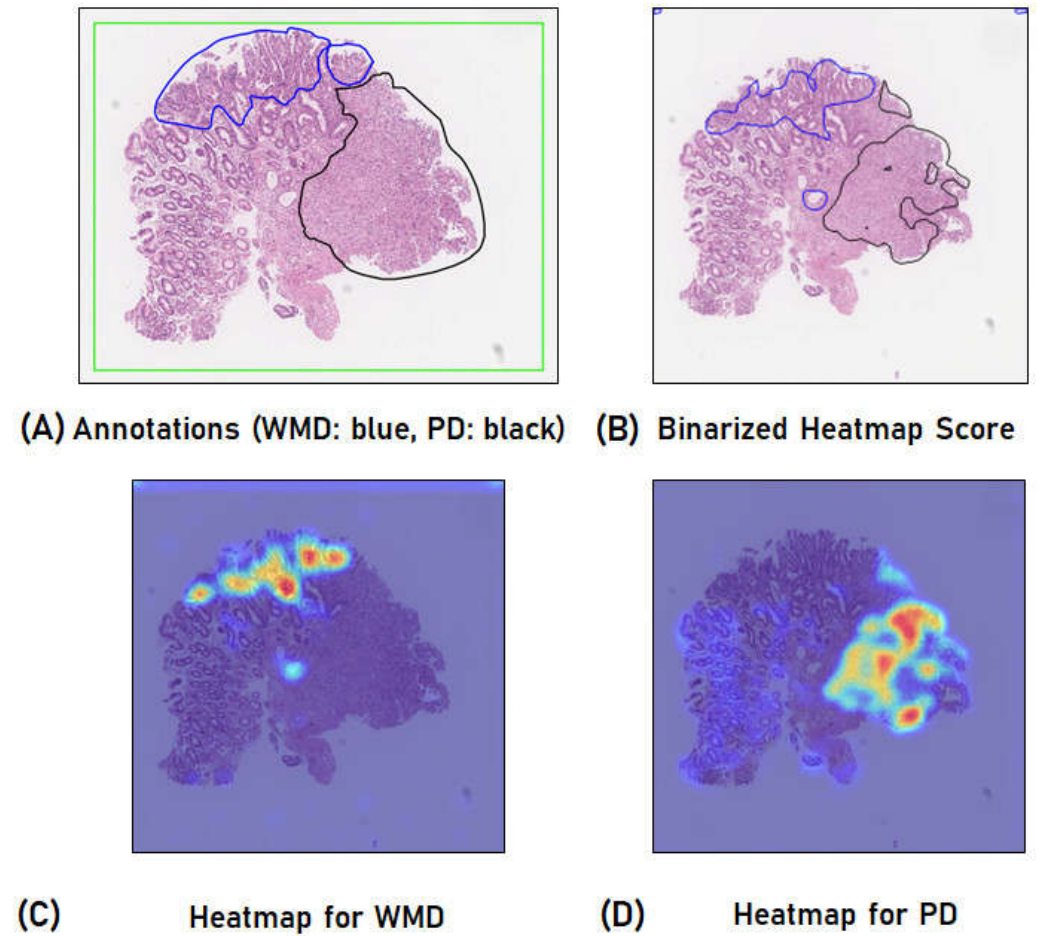 (A) Annotations (WMD: blue, PD: black)
(B) Binarized Heatmap Score
(C) Heatmap for WMD
(D) Heatmap for PD